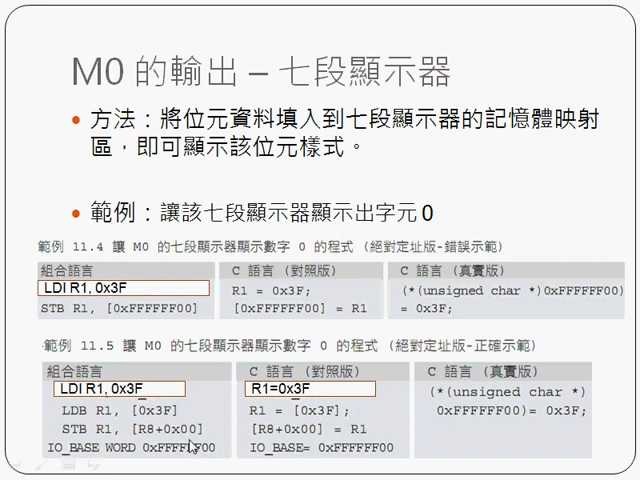 M0 的輸出 – 七段顯示器
• 方法：將位元資料填入到七段顯示器的記憶體映射
區，即可顯示該位元樣式。
• 範例：讓該七段顯示器顯示出字元 0
範例 11.4 讓 M0 的七段顯示器顯示數字 0 的程式 (絕對定址版-錯誤示範)
組合語言 C 語言 (對照版) C 語言 (真實版)
LDI R1, 0x3F R1 = 0x3F; (*(unsigned char *)0xFFFFFF00)
STB R1, [0xFFFFFF00] [0xFFFFFF00] = R1 = 0x3F;
範例 11.5 讓 M0 的七段顯示器顯示數字 0 的程式 (絕對定址版-正確示範)
組合語言 C 語言 (對照版) C 語言 (真實版)
LDI R1, 0x3F R1=0x3F (*(unsigned char *)
LDB R1, [0x3F] R1 = [0x3F]; 0xFFFFFF00)= 0x3F;
STB R1, [R8+0x00] [R8+0x00] = R1
IO_BASE WORD 0xFFFFFF00 IO_BASE= 0xFFFFFF00